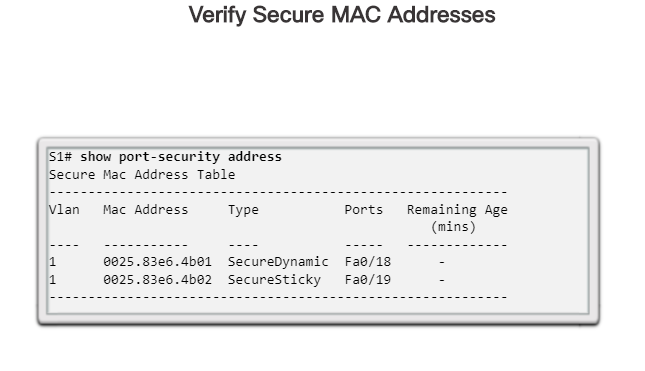 Verify Secure MAC Addresses
S1# show port-security address
Secure Mac Address Table
-----------------------------------------------------------
Vlan Mac Address Type Ports Remaining Age
(mins)
---- ----------- ---- ----- -------------
1 0025.83e6.4b01 SecureDynamic Fa0/18 -
1 0025.83e6.4b02 SecureSticky Fa0/19 -
-----------------------------------------------------------